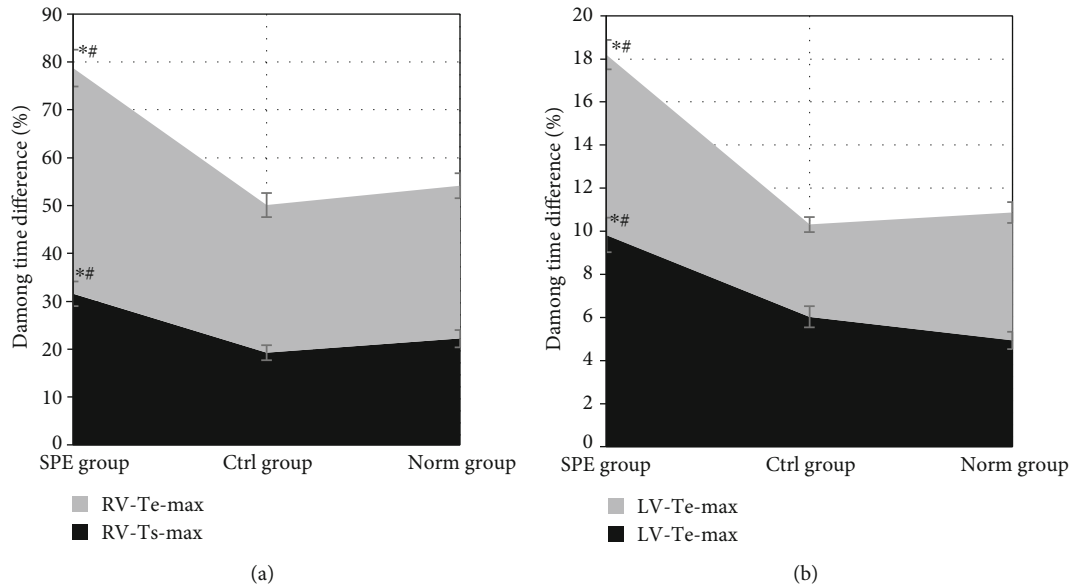 Damong time difference (%)
90
80
70
60
50
40
30
20
10
0
*#
*#
SPE group Ctrl group Norm group
RV-Te-max
RV-Ts-max
(a)
Damong time difference (%)
20
18
16
14
12
10
8
6
4
2
0
*#
*#
SPE group Ctrl group Norm group
LV-Te-max
LV-Te-max
(b)